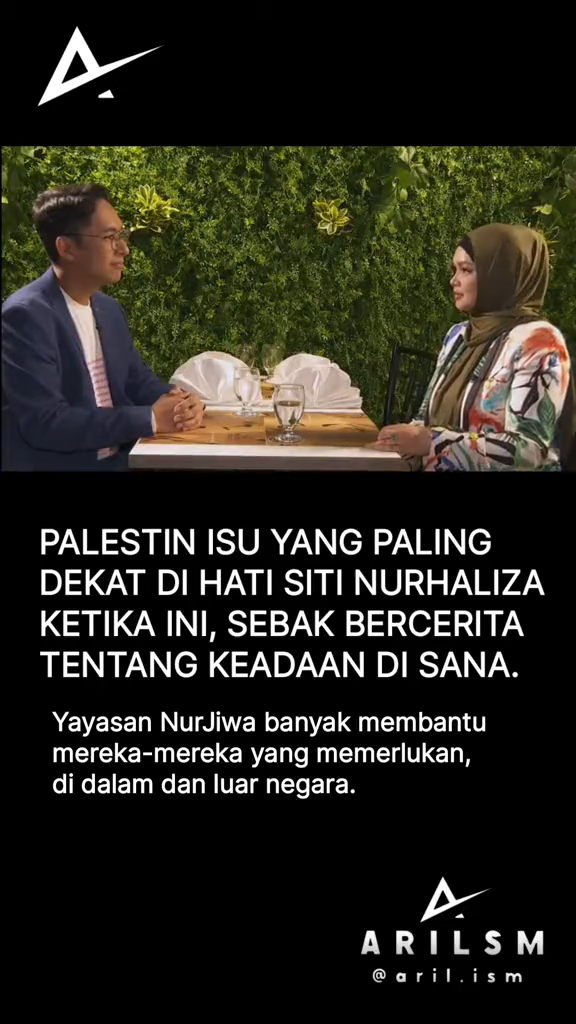 PALESTIN ISU YANG PALING
DEKAT DI HATI SITI NURHALIZA
KETIKA INI, SEBAK BERCERITA
TENTANG KEADAAN DI SANA.
Yayasan NurJiwa banyak membantu
mereka-mereka yang memerlukan,
di dalam dan luar negara.
ARILSM
@aril.ism